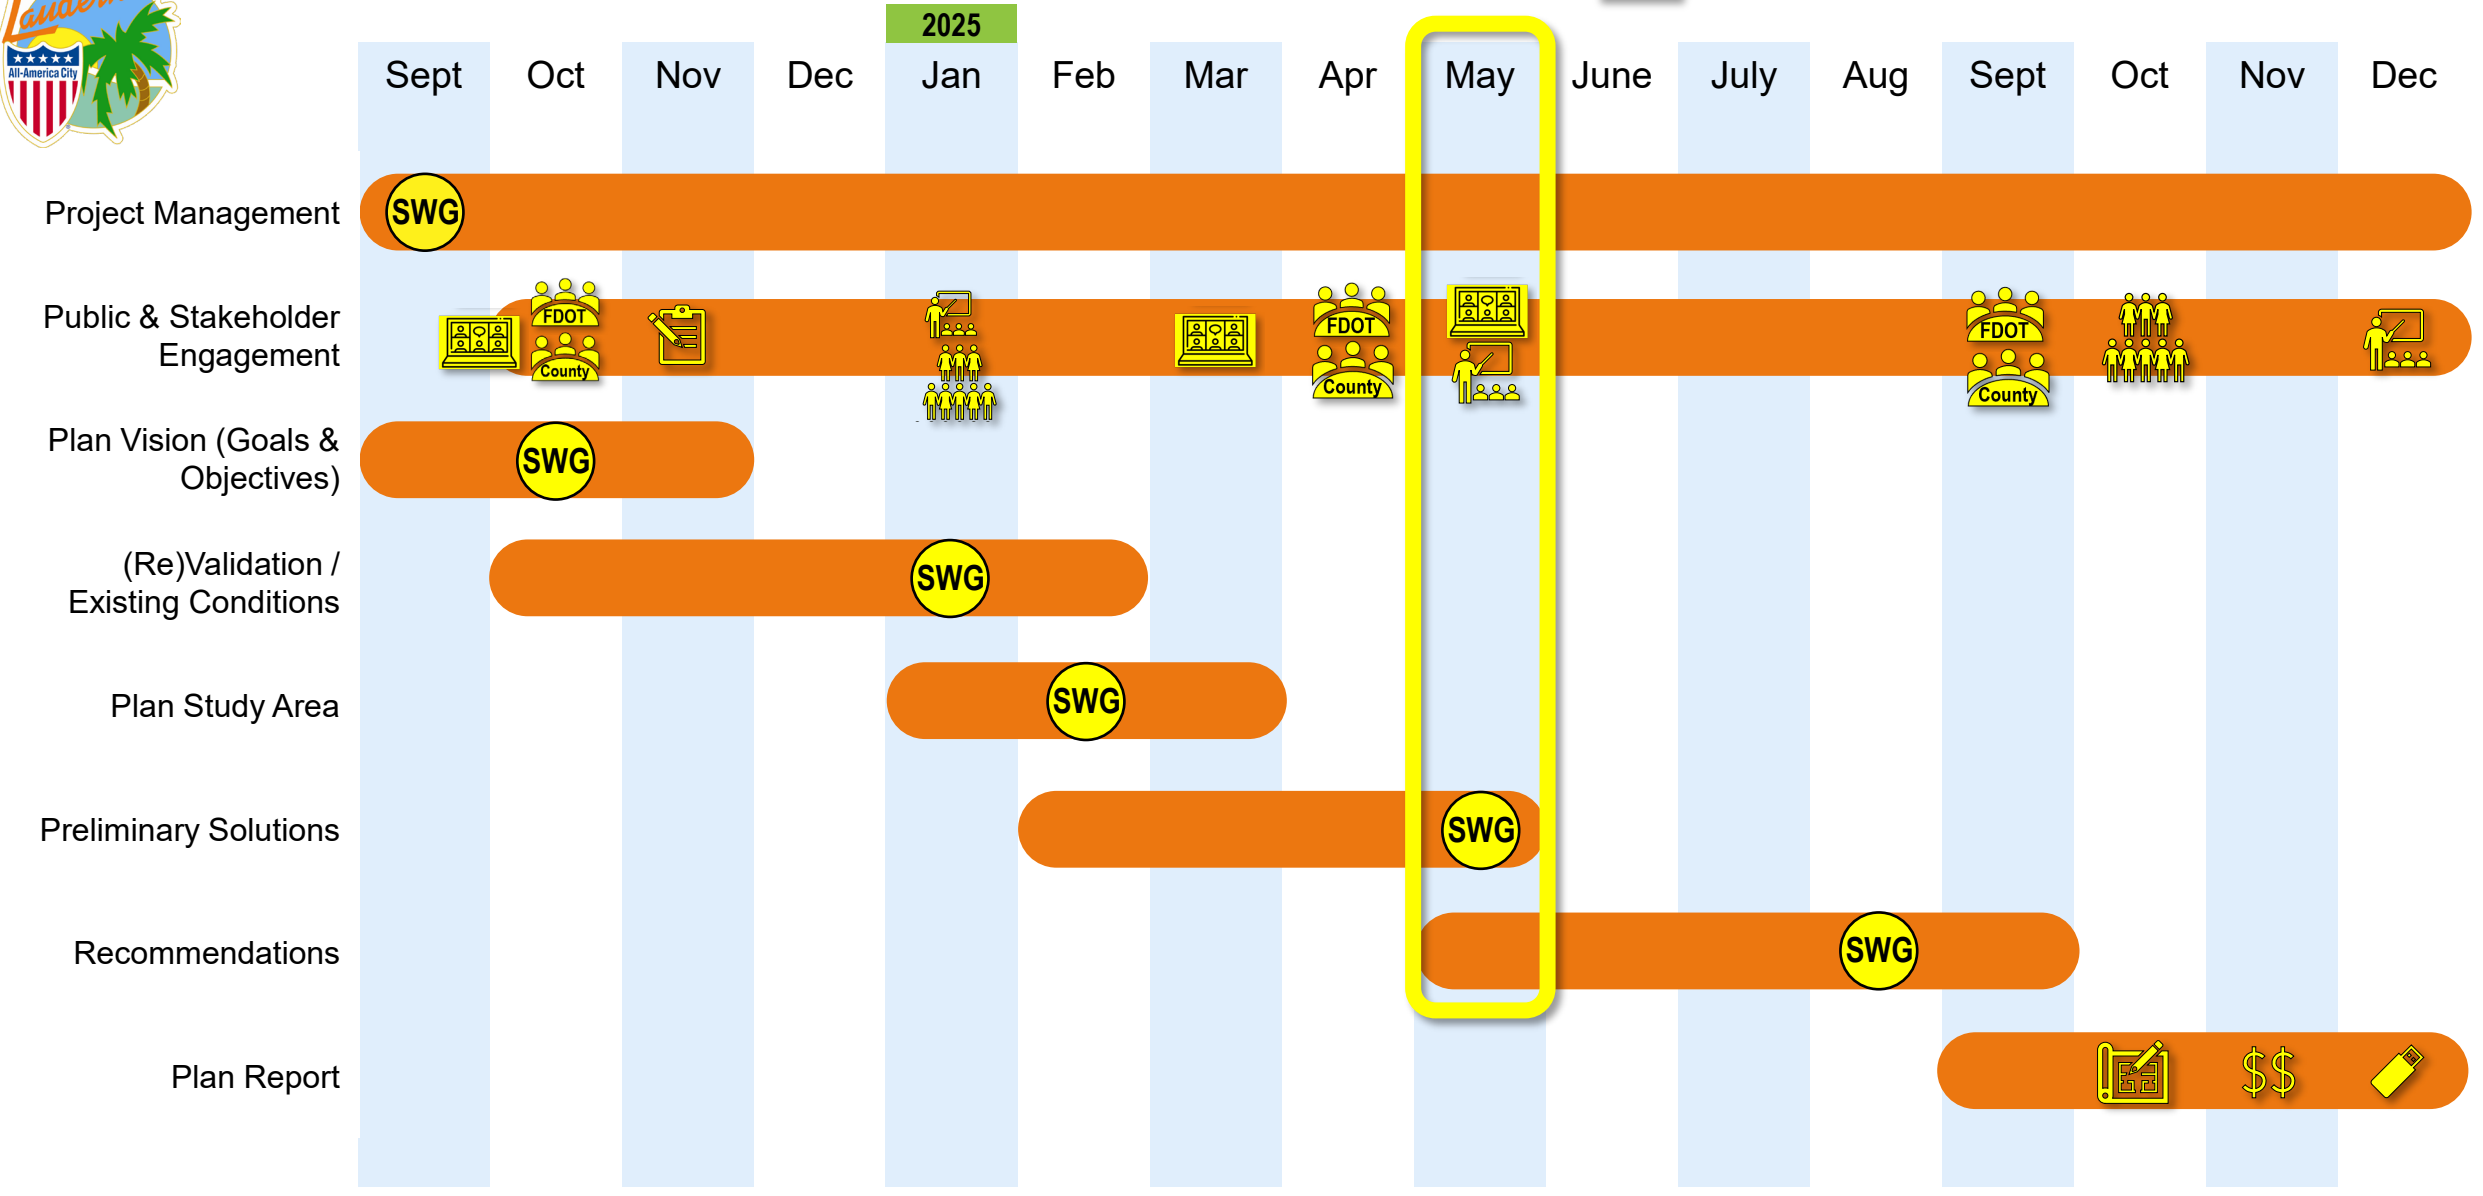 All-America City
2025
Sept Oct Nov Dec Jan Feb Mar Apr May June July Aug Sept Oct Nov Dec
Project Management
SWG
Public & Stakeholder
Engagement
FDOT
County
FDOT
County
FDOT
County
Plan Vision (Goals &
Objectives)
SWG
(Re)Validation /
Existing Conditions
SWG
Plan Study Area
SWG
Preliminary Solutions
SWG
Recommendations
SWG
Plan Report
$$